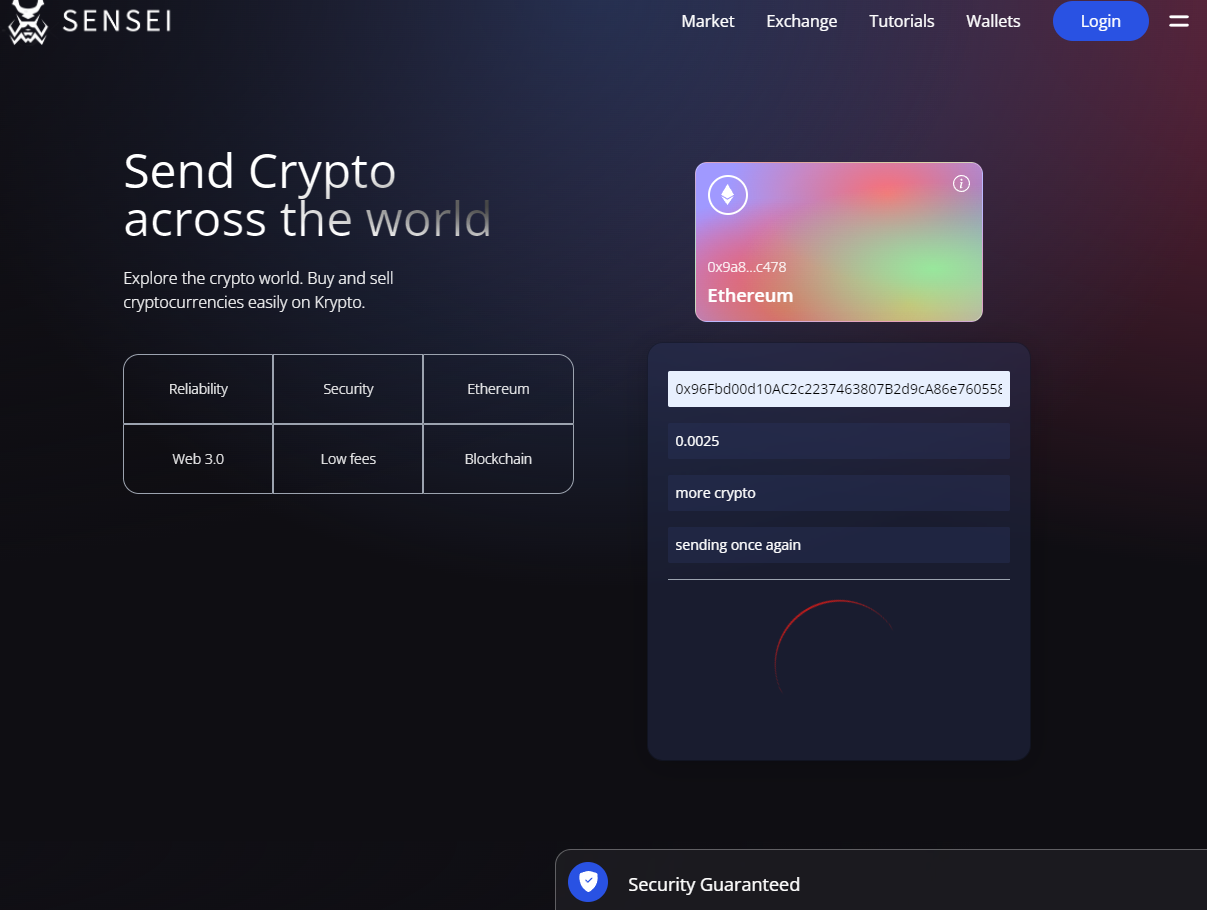 SENSEI
Market
Exchange
Tutorials
Wallets
Login
Send Crypto
across the world
Explore the crypto world. Buy and sell
cryptocurrencies easily on Krypto.
Reliability
Security
Ethereum
Web 3.0
Low fees
Blockchain
i
0x9a8...c478
Ethereum
0x96Fbd00d10AC2c2237463807B2d9cA86e760558
0.0025
more crypto
sending once again
Security Guaranteed